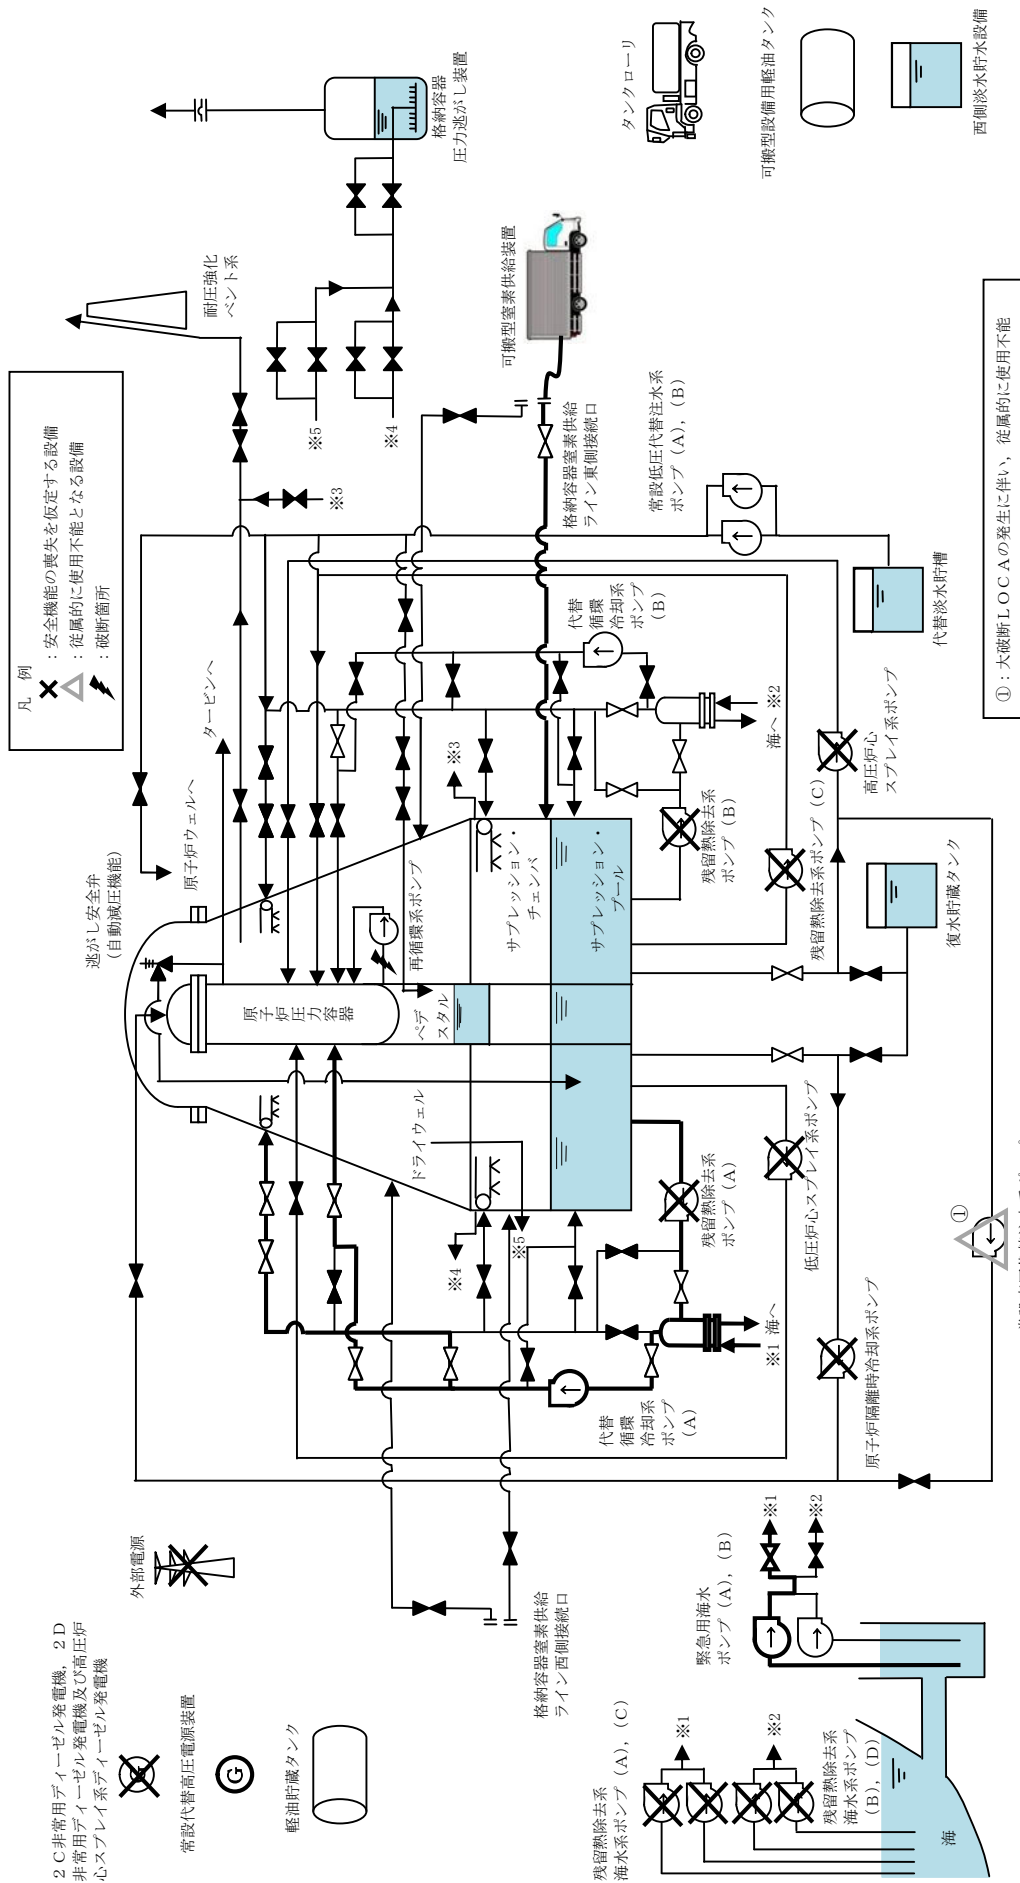 2C非常用ディーゼル発電機，2D
非常用ディーゼル発電機及び高圧炉
心スプレイ系ディーゼル発電機
常設代替高圧電源装置
G
軽油貯蔵タンク
外部電源
凡　例
：安全機能の喪失を仮定する設備
：従属的に使用不能となる設備
：破断箇所
逃がし安全弁
（自動減圧機能）
原子炉ウェルへ
タービンへ
耐圧強化
ベント系
格納容器
圧力逃がし装置
※3
※5
※4
可搬型窒素供給装置
タンクローリ
可搬型設備用軽油タンク
西側淡水貯水設備
格納容器窒素供給
ライン東側接続口
常設低圧代替注水系
ポンプ（A），（B）
代替淡水貯槽
代替
循環
冷却系
ポンプ
（B）
原子炉圧力容器
再循環系ポンプ
ペデ
スタル
ドライウェル
サプレッション・
チェンバ
サプレッション・
プール
※3
※4
※5
海へ
※2
残留熱除去系
ポンプ
（B）
残留熱除去系ポンプ（C）
高圧炉心
スプレイ系ポンプ
復水貯蔵タンク
残留熱除去系
ポンプ（A）
低圧炉心スプレイ系ポンプ
※1
海へ
代替
循環
冷却系
ポンプ
（A）
原子炉隔離時冷却系ポンプ
①
①：大破断LOCAの発生に伴い，従属的に使用不能
格納容器窒素供給
ライン西側接続口
緊急用海水
ポンプ（A），（B）
※1
※2
残留熱除去系
海水系ポンプ（A），（C）
※1
※2
残留熱除去系
海水系ポンプ
（B），（D）
海